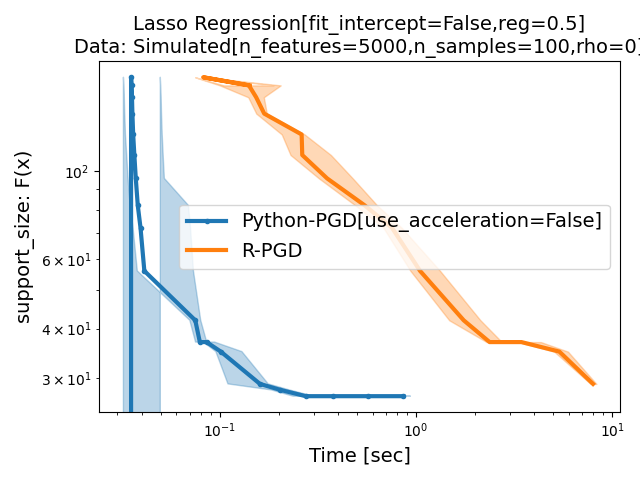 Lasso Regression[fit_intercept=False,reg=0.5]
Data: Simulated[n_features=5000,n_samples=100,rho=0]
support_size: F(x)
10²
6 × 10¹
4 × 10¹
3 × 10¹
Python-PGD[use_acceleration=False]
R-PGD
10⁻¹
10⁰
10¹
Time [sec]